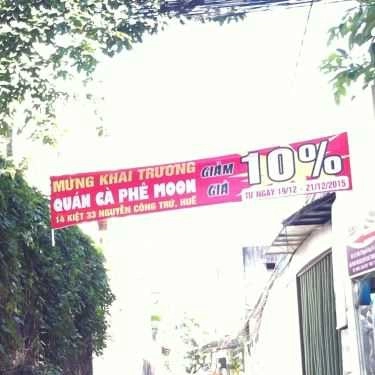 MỪNG KHAI TRƯƠNG
QUÁN CÀ PHÊ MOON
14 KIỆT 33 NGUYỄN CÔNG TRỨ, HUẾ
GIẢM
GIÁ
10%
TỪ NGÀY 19/12 - 21/12/2015